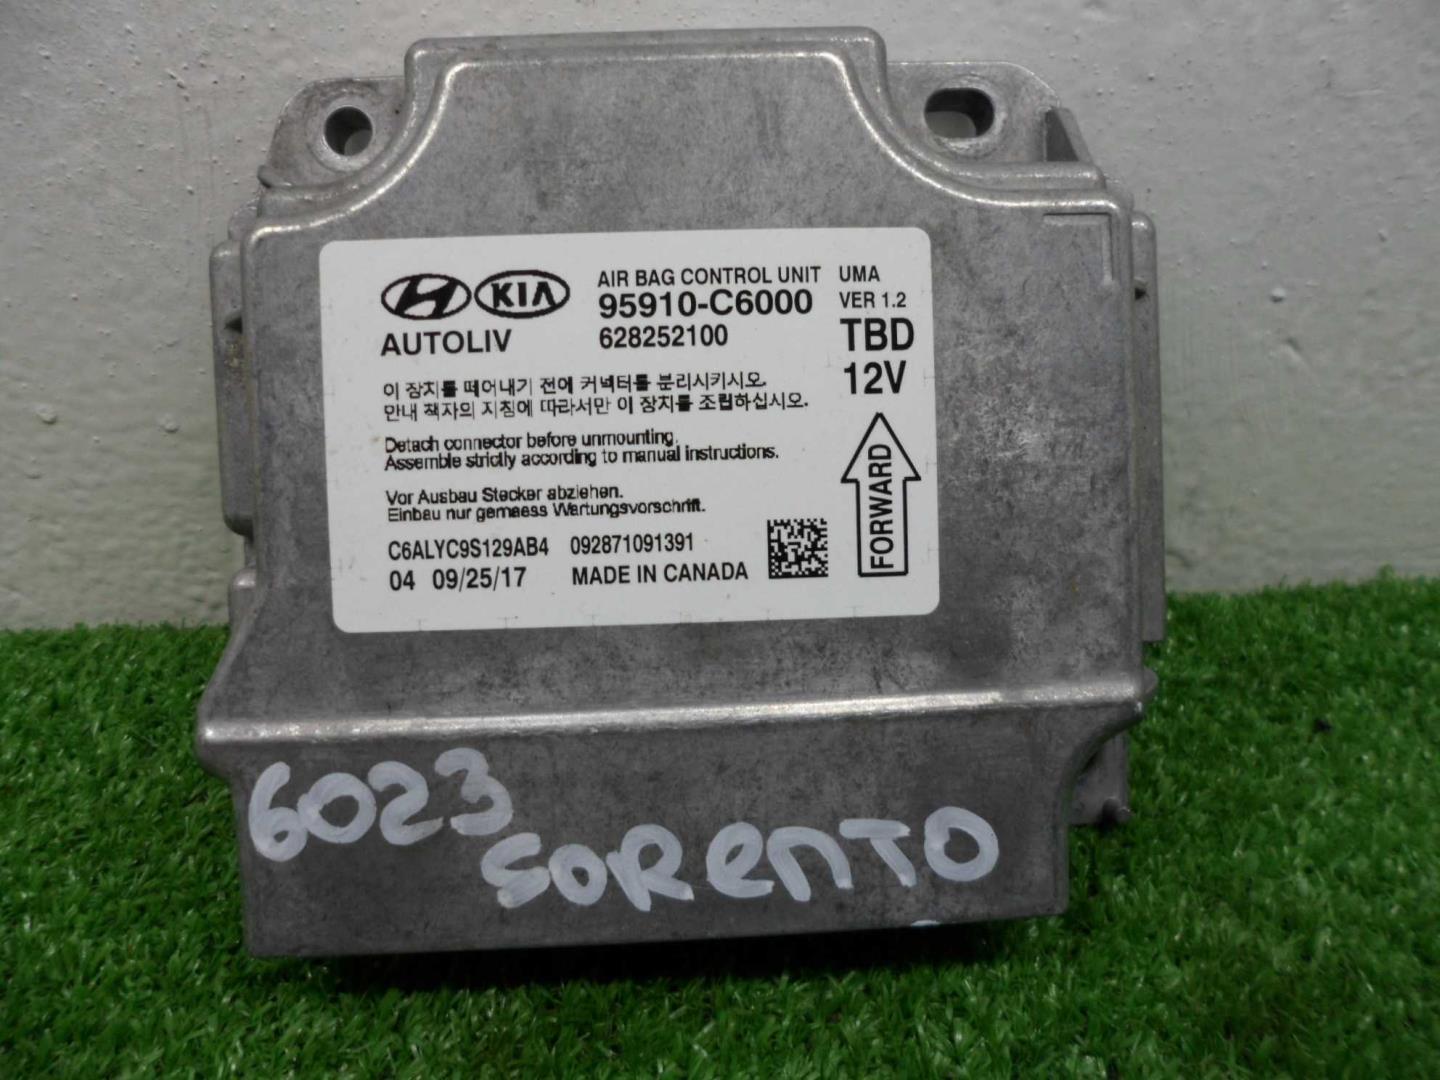 KIA
AIR BAG CONTROL UNIT UMA
95910-C6000 VER 1.2
AUTOLIV 628252100 TBD
12V
이 장치를 떼어내기 전에 커넥터를 분리시키시오.
안내 책자의 지침에 따라서만 이 장치를 조립하십시오.
Detach connector before unmounting.
Assemble strictly according to manual instructions.
Vor Ausbau Stecker abziehen.
Einbau nur gemaess Wartungsvorschrift.
FORWARD
C6ALYC9S129AB4 092871091391
04 09/25/17 MADE IN CANADA
6023
SORENTO